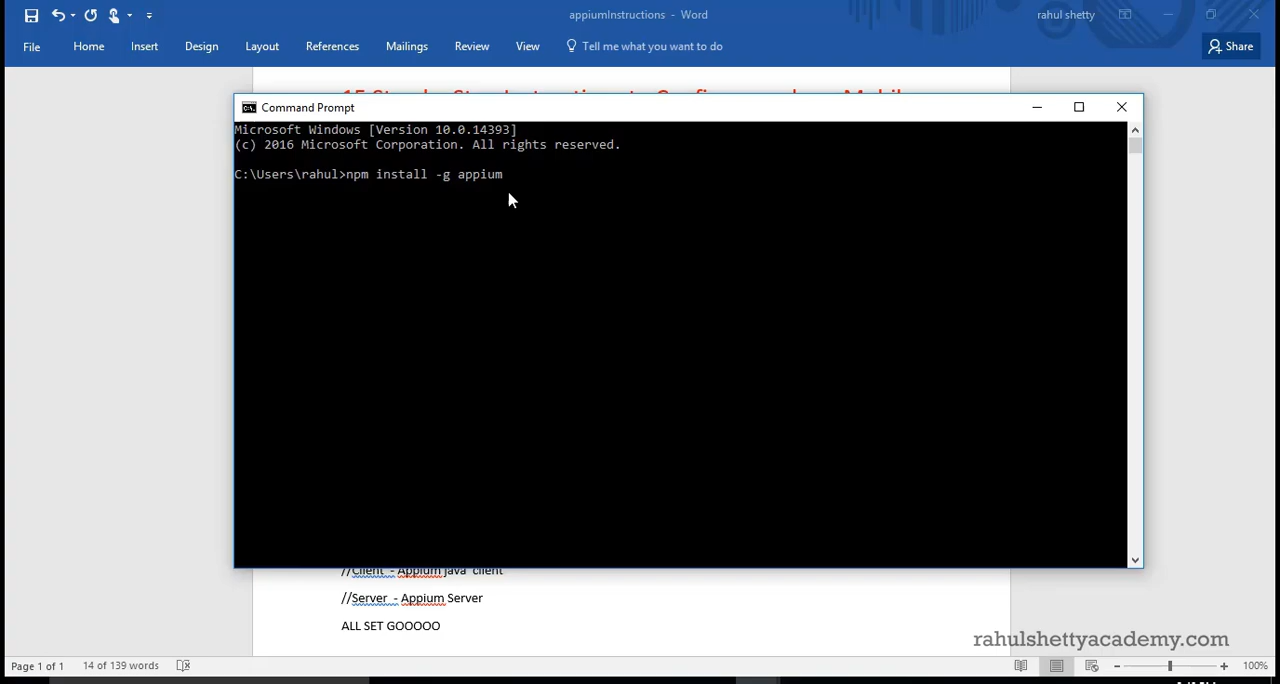 appiumInstructions - Word
rahul shetty
File Home Insert Design Layout References Mailings Review View Tell me what you want to do Share
Command Prompt
Microsoft Windows [Version 10.0.14393]
(c) 2016 Microsoft Corporation. All rights reserved.
C:\Users\rahul>npm install -g appium
//Client - Appium java client
//Server - Appium Server
ALL SET GOOOOO
rahulshettyacademy.com
Page 1 of 1 14 of 139 words 100%